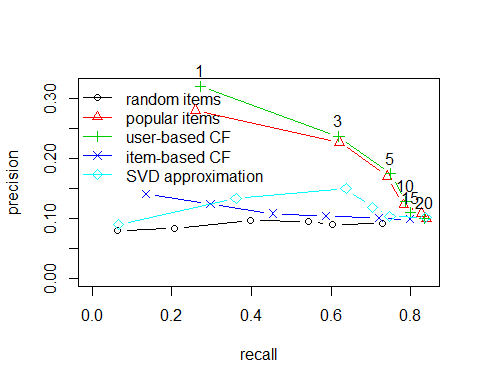 1
0.30
random items
popular items
3
user-based CF
item-based CF
0.20
SVD approximation
5
10
15
20
0.10
0.00
precision
0.0 0.2 0.4 0.6 0.8
recall